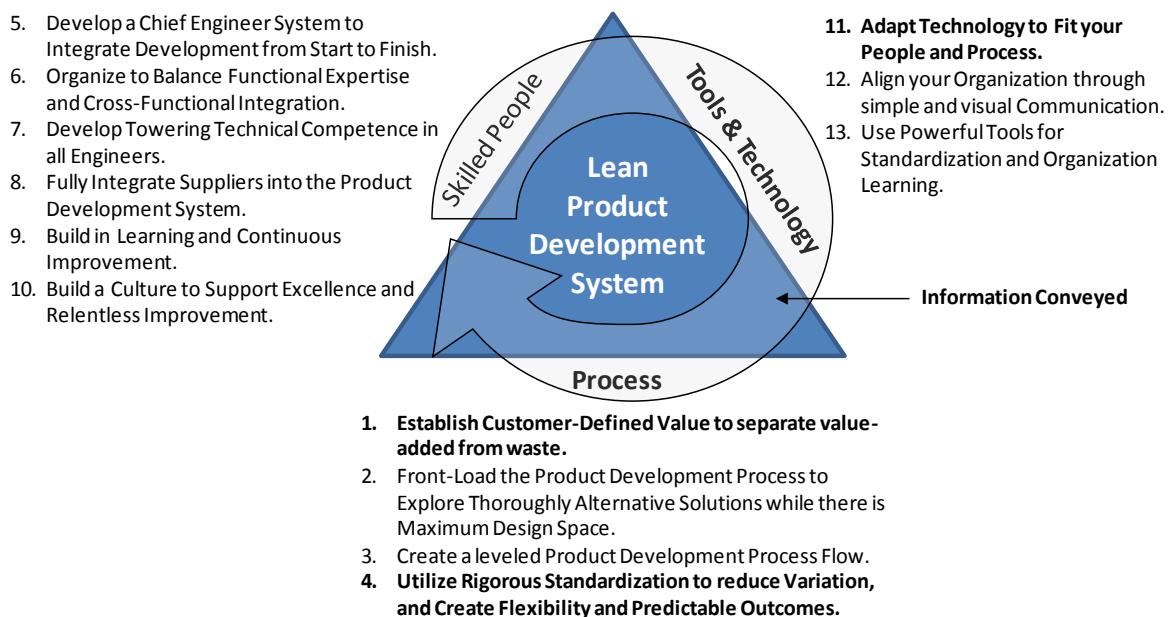 5. Develop a Chief Engineer System to
Integrate Development from Start to Finish.
6. Organize to Balance Functional Expertise
and Cross-Functional Integration.
7. Develop Towering Technical Competence in
all Engineers.
8. Fully Integrate Suppliers into the Product
Development System.
9. Build in Learning and Continuous
Improvement.
10. Build a Culture to Support Excellence and
Relentless Improvement.
Skilled People
Tools & Technology
Lean
Product
Development
System
Process
11. Adapt Technology to Fit your
People and Process.
12. Align your Organization through
simple and visual Communication.
13. Use Powerful Tools for
Standardization and Organization
Learning.
Information Conveyed
1. Establish Customer-Defined Value to separate value-
added from waste.
2. Front-Load the Product Development Process to
Explore Thoroughly Alternative Solutions while there is
Maximum Design Space.
3. Create a leveled Product Development Process Flow.
4. Utilize Rigorous Standardization to reduce Variation,
and Create Flexibility and Predictable Outcomes.